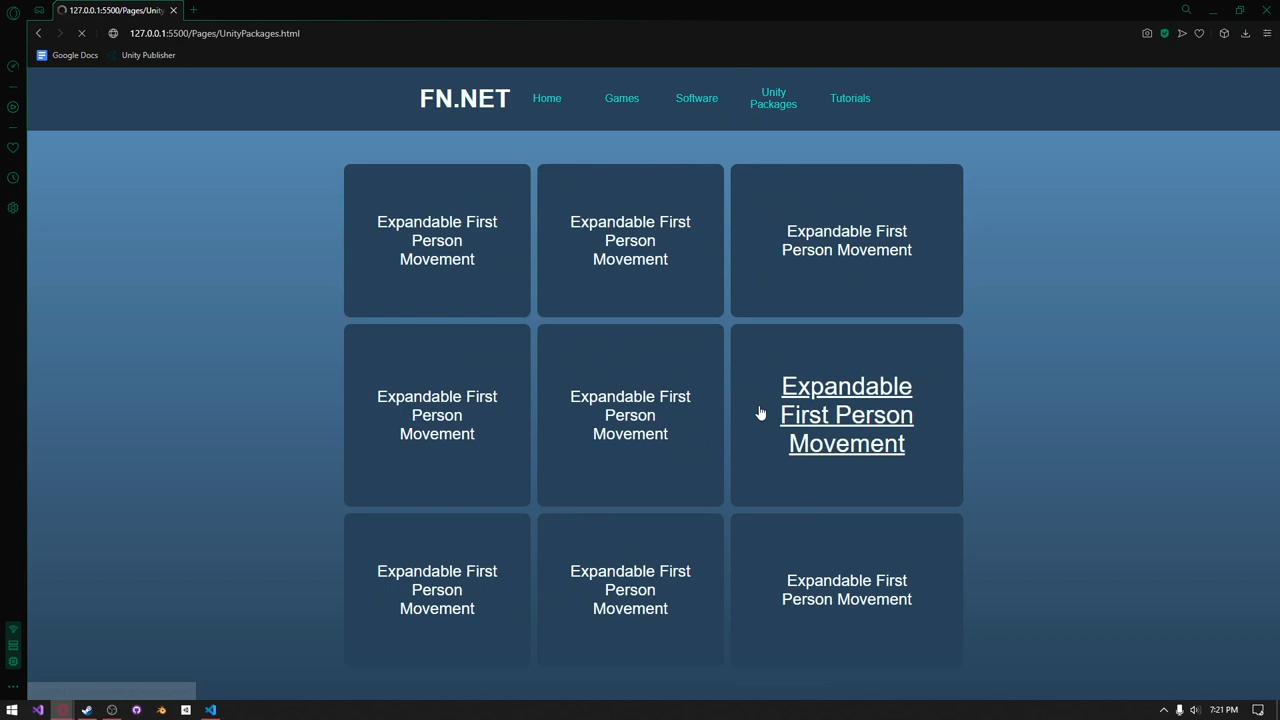 127.0.0.1:5500/Pages/Unity
127.0.0.1:5500/Pages/UnityPackages.html
Google Docs
Unity Publisher
FN.NET
Home
Games
Software
Unity
Packages
Tutorials
Expandable First
Person
Movement
Expandable First
Person
Movement
Expandable First
Person Movement
Expandable First
Person
Movement
Expandable First
Person
Movement
Expandable
First Person
Movement
Expandable First
Person
Movement
Expandable First
Person
Movement
Expandable First
Person Movement
7:21 PM